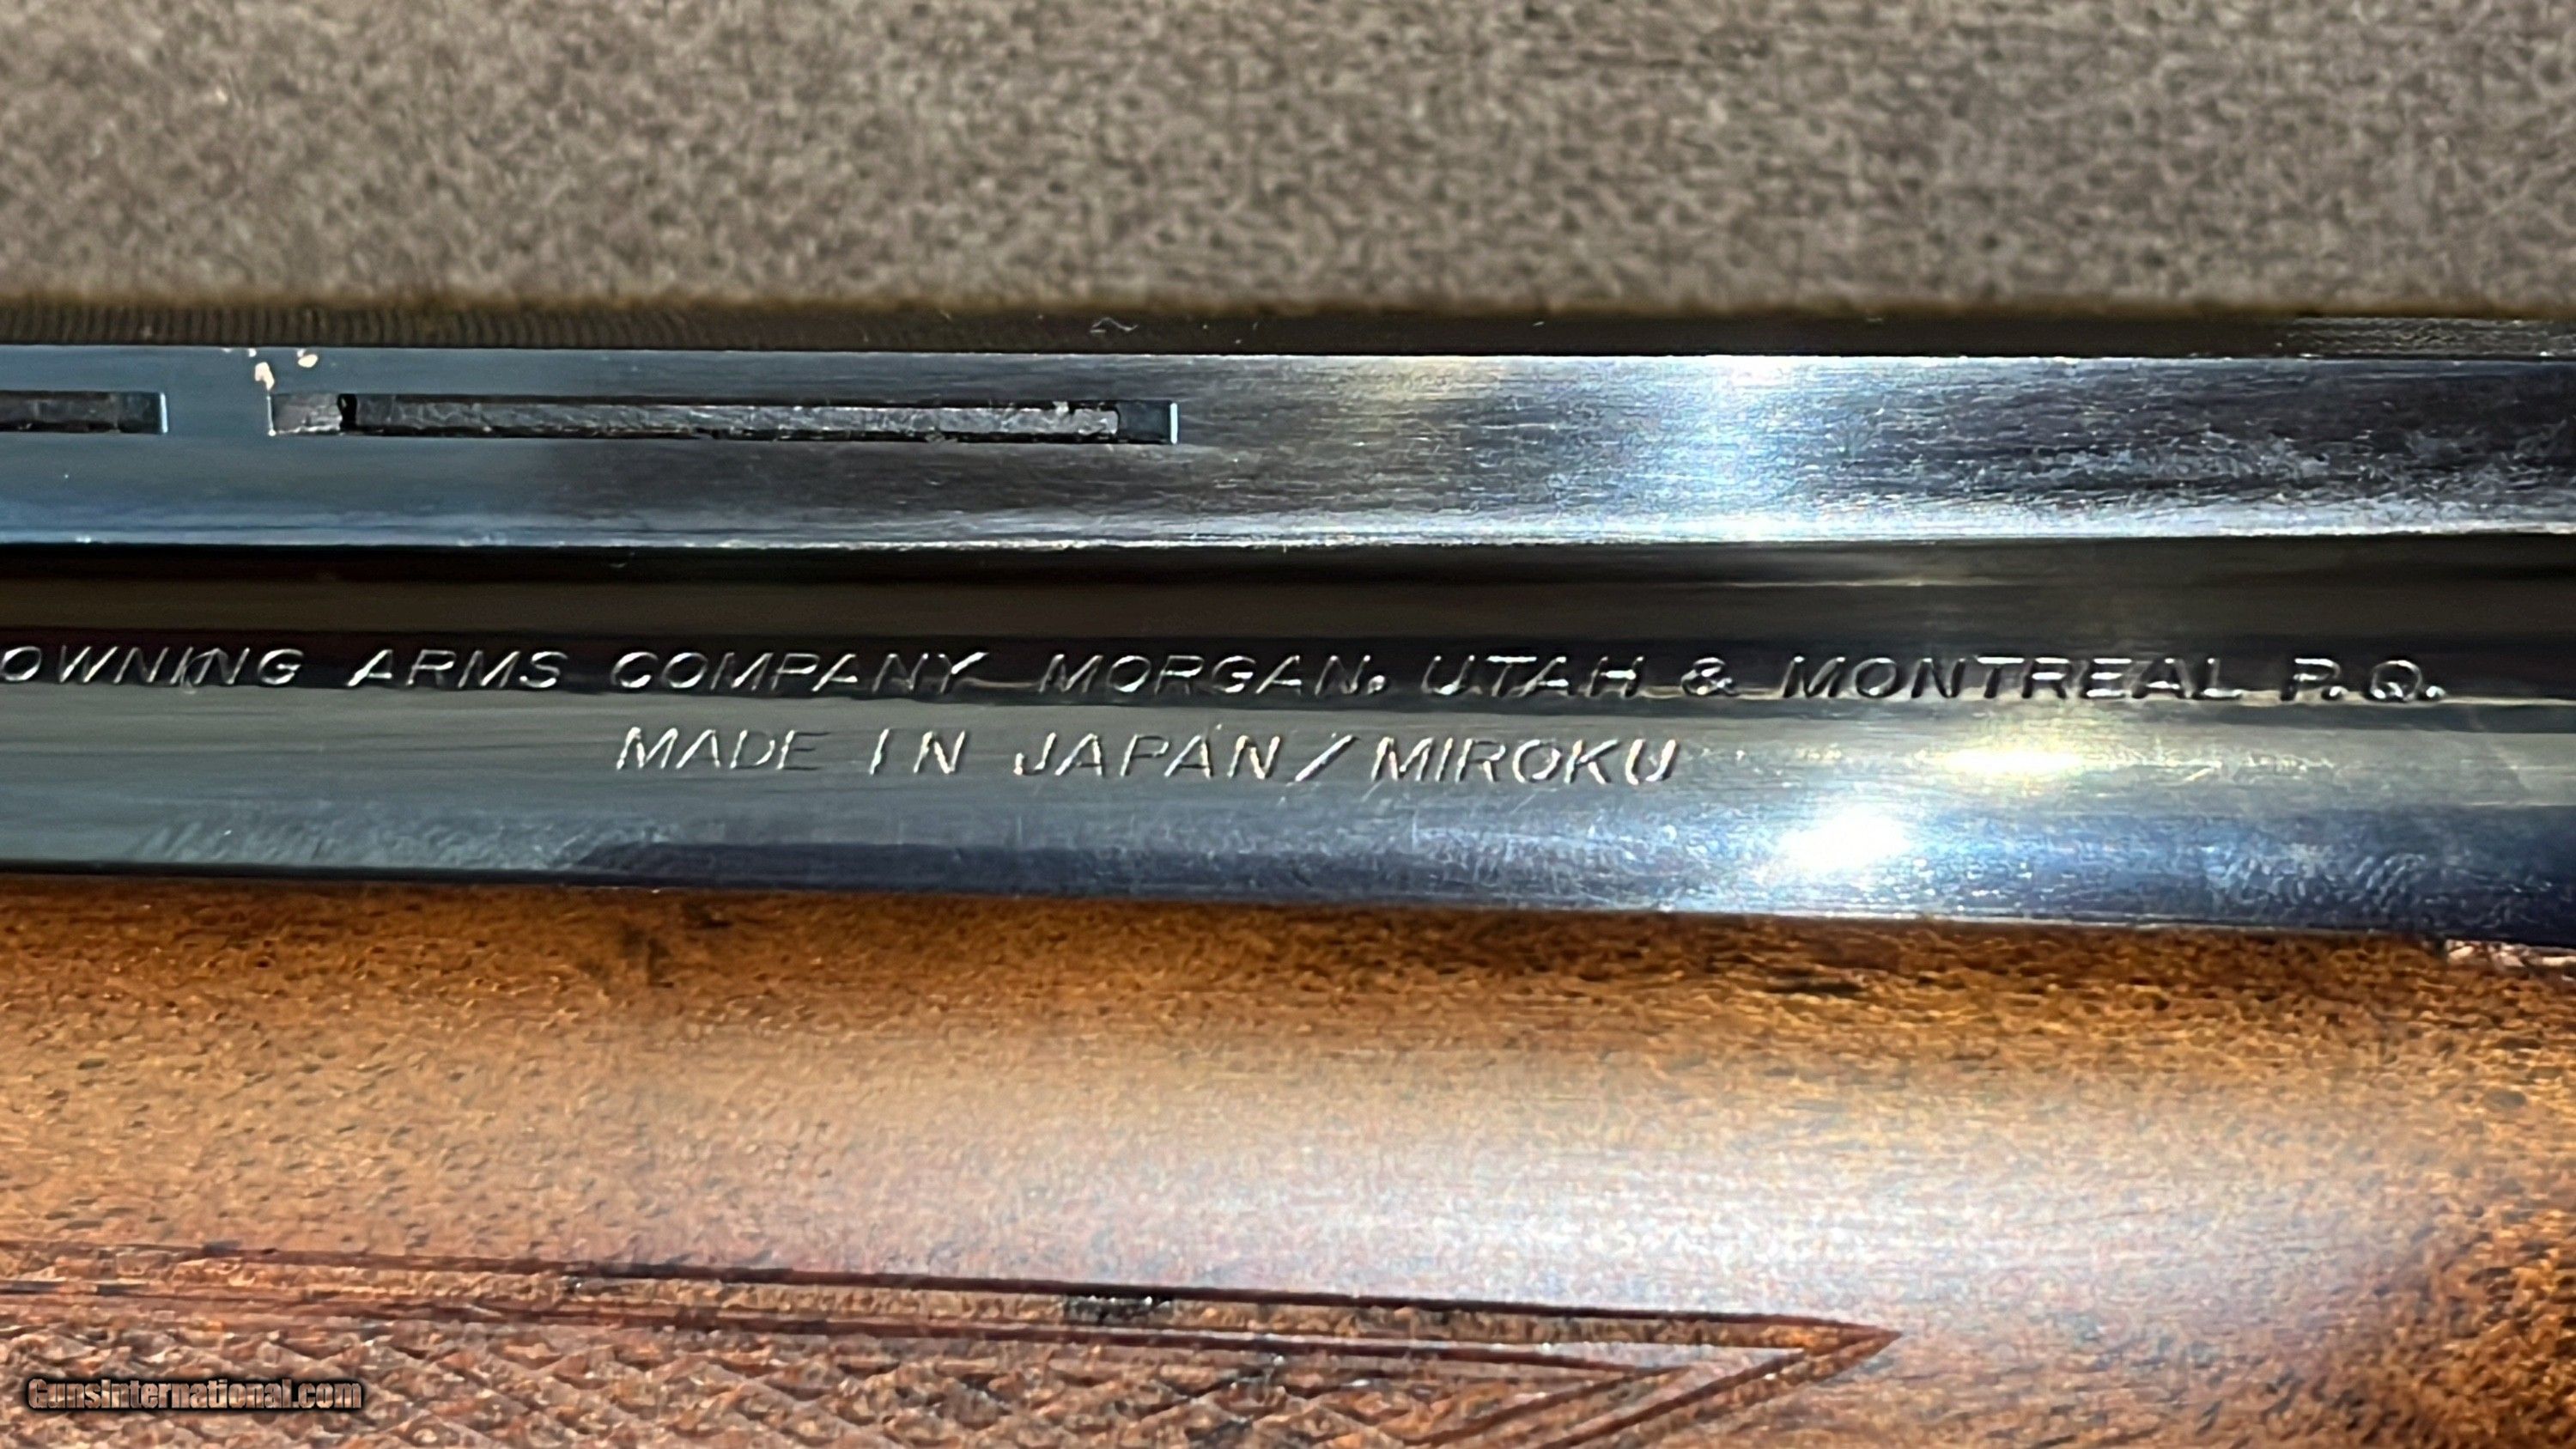 OWNING ARMS COMPANY MORGAN, UTAH & MONTREAL P.Q.
MADE IN JAPAN/MIROKU
GunsInternational.com